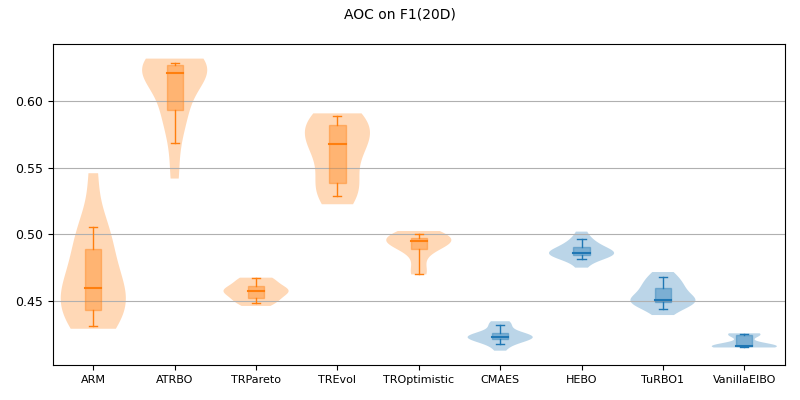 AOC on F1(20D)
0.60
0.55
0.50
0.45
ARM ATRBO TRPareto TREvol TROptimistic CMAES HEBO TuRBO1 VanillaEIBO